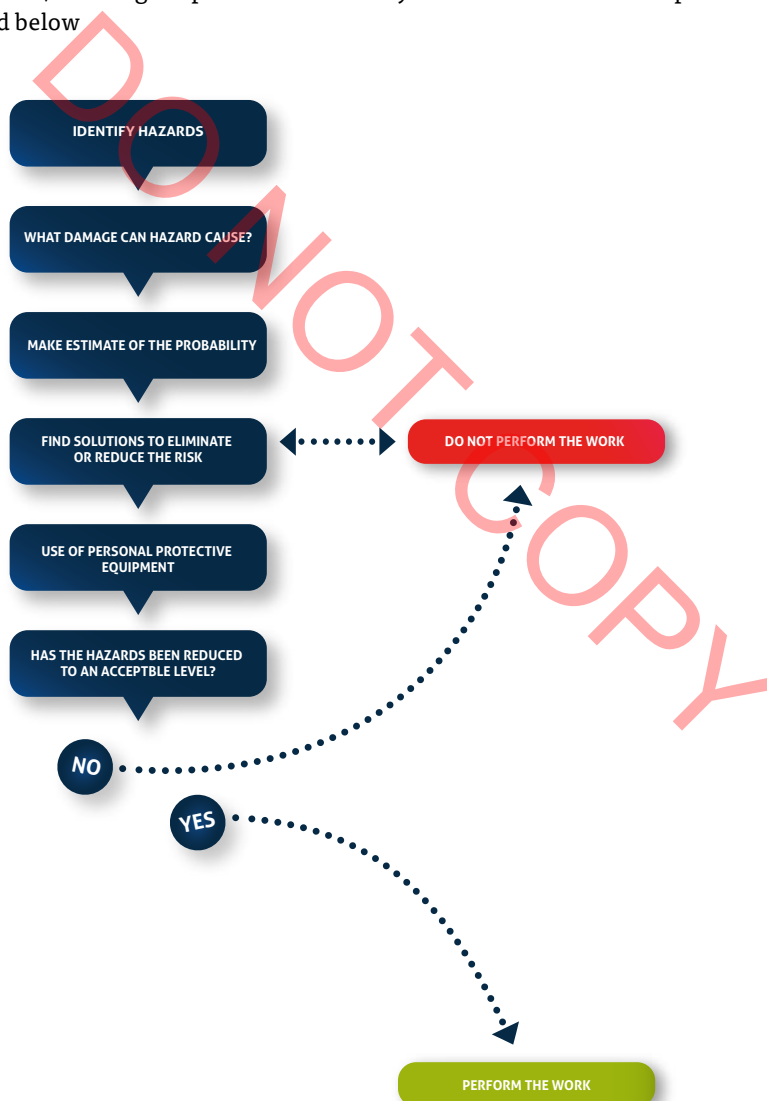 d below
IDENTIFY HAZARDS
WHAT DAMAGE CAN HAZARD CAUSE?
MAKE ESTIMATE OF THE PROBABILITY
FIND SOLUTIONS TO ELIMINATE
OR REDUCE THE RISK
DO NOT PERFORM THE WORK
USE OF PERSONAL PROTECTIVE
EQUIPMENT
HAS THE HAZARDS BEEN REDUCED
TO AN ACCEPTBLE LEVEL?
NO
YES
PERFORM THE WORK
DO NOT COPY